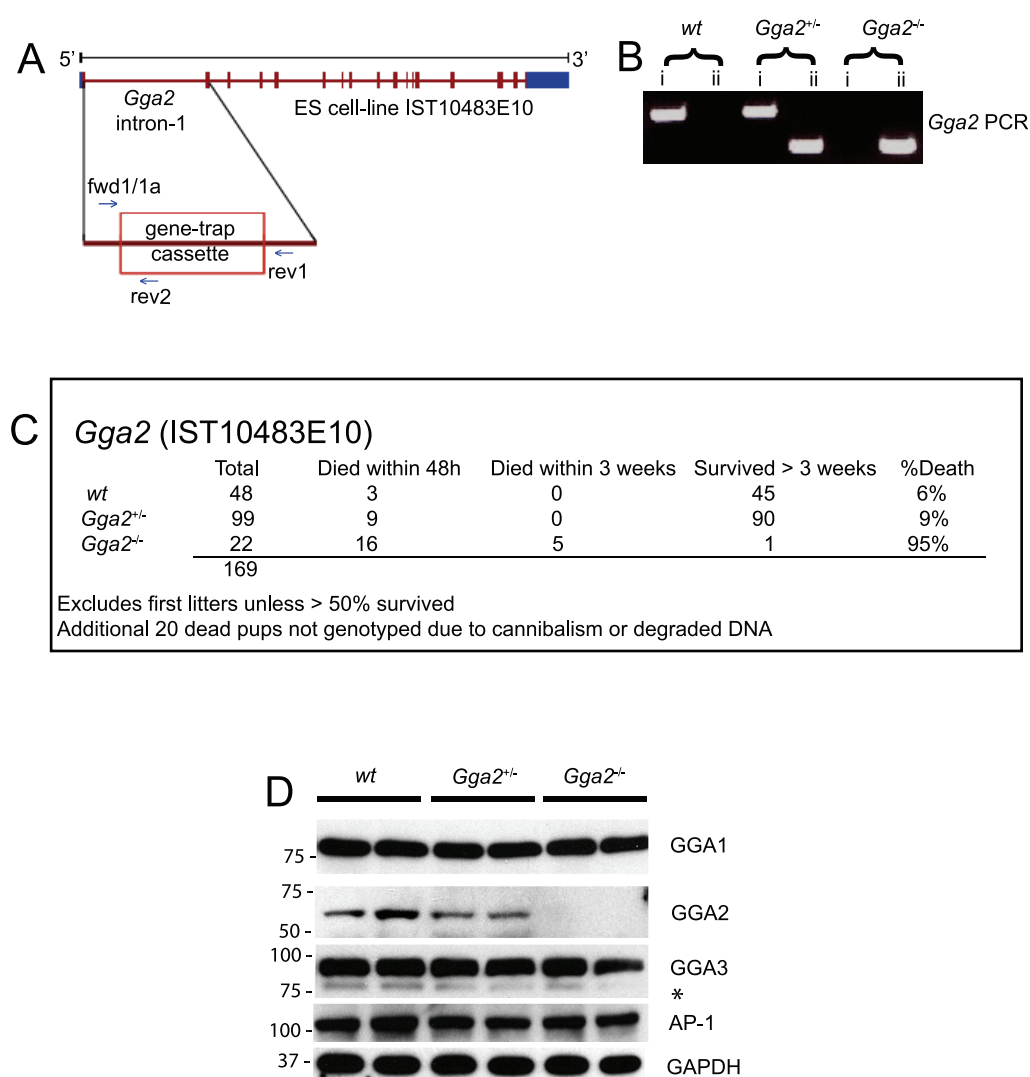 A
5’
3’
Gga2
intron-1
ES cell-line IST10483E10
fwd1/1a
gene-trap
cassette
rev1
rev2
B
wt Gga2+/- Gga2-/-
i ii i ii i ii
Gga2 PCR
C
Gga2 (IST10483E10)
Total Died within 48h Died within 3 weeks Survived > 3 weeks %Death
wt 48 3 0 45 6%
Gga2+/- 99 9 0 90 9%
Gga2-/- 22 16 5 1 95%
169
Excludes first litters unless > 50% survived
Additional 20 dead pups not genotyped due to cannibalism or degraded DNA
D
wt Gga2+/- Gga2-/-
75 - GGA1
75 -
GGA2
50 -
100 -
GGA3
75 - *
100 - AP-1
37 - GAPDH